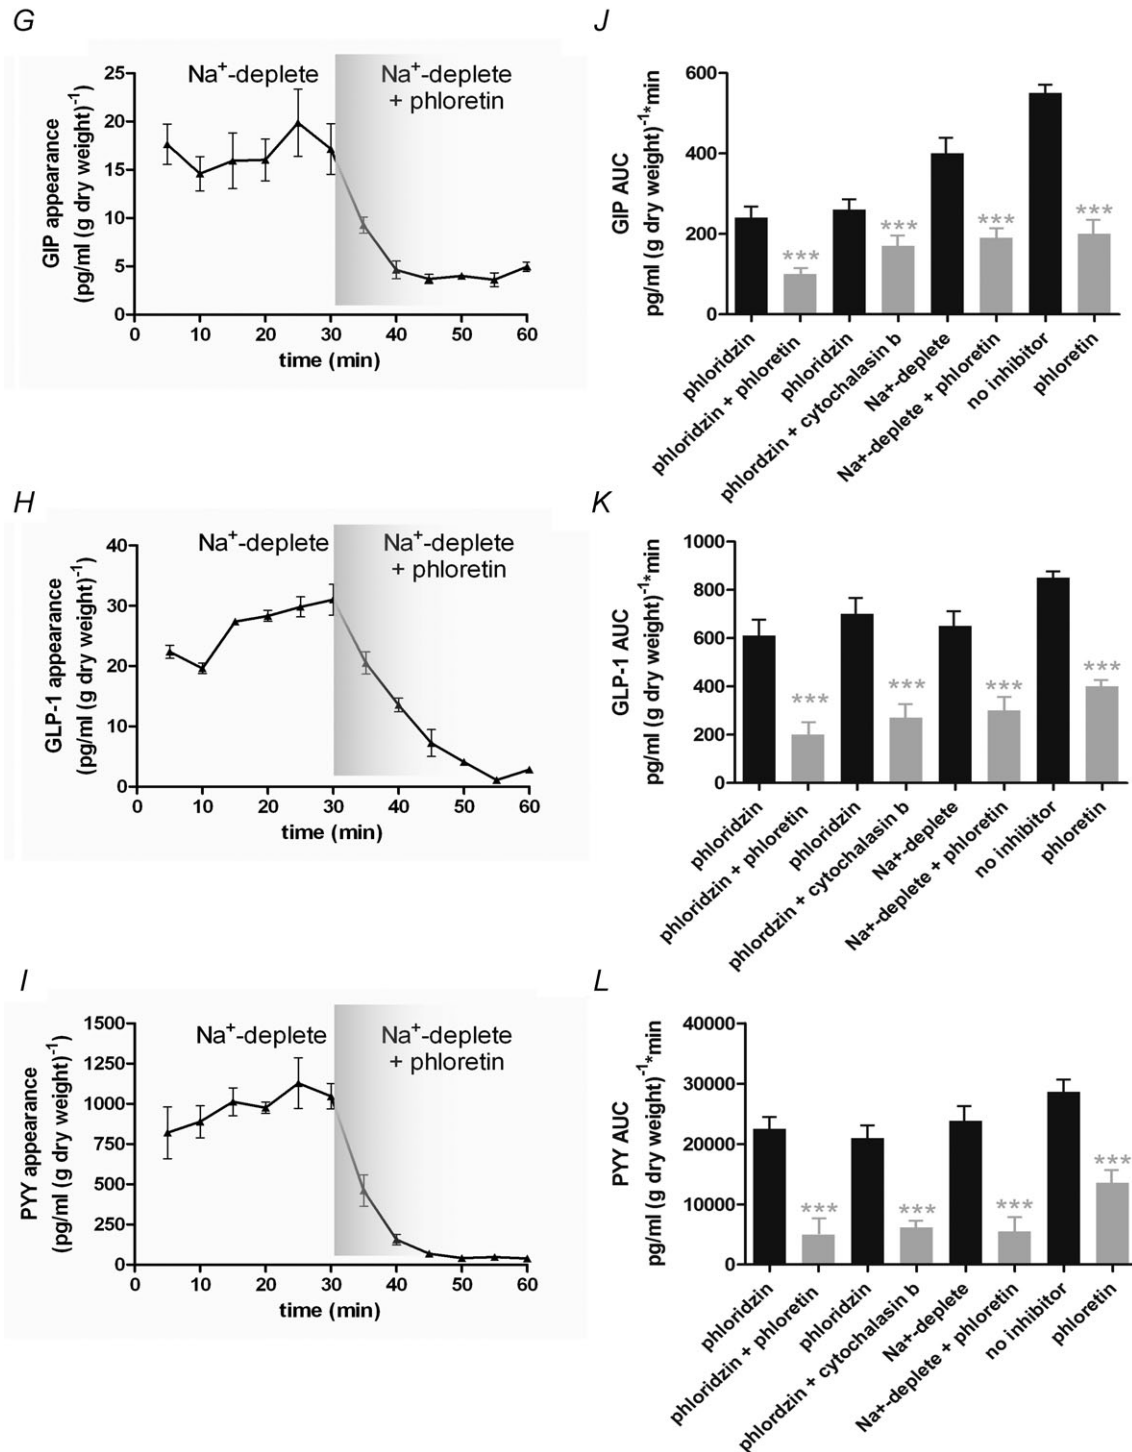 G
Na⁺-deplete
Na⁺-deplete
+ phloretin
GIP appearance
(pg/ml (g dry weight)⁻¹)
25
20
15
10
5
0
0 10 20 30 40 50 60
time (min)
J
GIP AUC
pg/ml (g dry weight)⁻¹*min
600
400
200
0
***
***
***
***
phloridzin
phloridzin + phloretin
phloridzin
phlordzin + cytochalasin b
Na+-deplete
Na+-deplete + phloretin
no inhibitor
phloretin
H
Na⁺-deplete
Na⁺-deplete
+ phloretin
GLP-1 appearance
(pg/ml (g dry weight)⁻¹)
40
30
20
10
0
0 10 20 30 40 50 60
time (min)
K
GLP-1 AUC
pg/ml (g dry weight)⁻¹*min
1000
800
600
400
200
0
***
***
***
***
phloridzin
phloridzin + phloretin
phloridzin
phlordzin + cytochalasin b
Na+-deplete
Na+-deplete + phloretin
no inhibitor
phloretin
I
Na⁺-deplete
Na⁺-deplete
+ phloretin
PYY appearance
(pg/ml (g dry weight)⁻¹)
1500
1250
1000
750
500
250
0
0 10 20 30 40 50 60
time (min)
L
PYY AUC
pg/ml (g dry weight)⁻¹*min
40000
30000
20000
10000
0
***
***
***
***
phloridzin
phloridzin + phloretin
phloridzin
phlordzin + cytochalasin b
Na+-deplete
Na+-deplete + phloretin
no inhibitor
phloretin